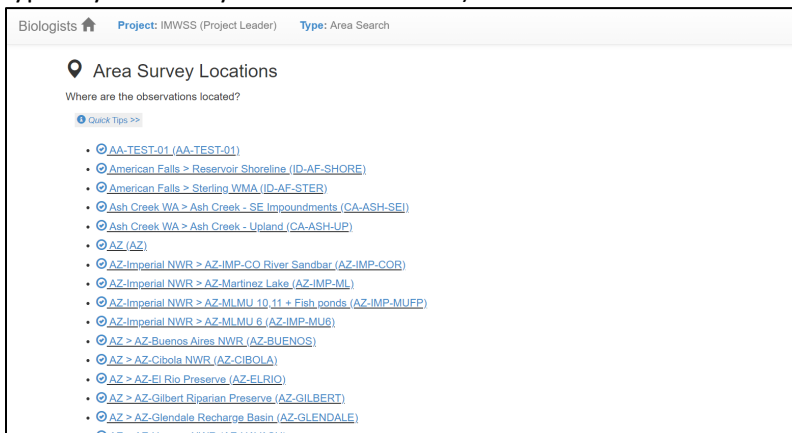 Biologists Project: IMWSS (Project Leader) Type: Area Search
Area Survey Locations
Where are the observations located?
Quick Tips >>
AA-TEST-01 (AA-TEST-01)
American Falls > Reservoir Shoreline (ID-AF-SHORE)
American Falls > Sterling WMA (ID-AF-STER)
Ash Creek WA > Ash Creek - SE Impoundments (CA-ASH-SEI)
Ash Creek WA > Ash Creek - Upland (CA-ASH-UP)
AZ (AZ)
AZ-Imperial NWR > AZ-IMP-CO River Sandbar (AZ-IMP-COR)
AZ-Imperial NWR > AZ-Martinez Lake (AZ-IMP-ML)
AZ-Imperial NWR > AZ-MLMU 10,11 + Fish ponds (AZ-IMP-MUFP)
AZ-Imperial NWR > AZ-MLMU 6 (AZ-IMP-MU6)
AZ > AZ-Buenos Aires NWR (AZ-BUENOS)
AZ > AZ-Cibola NWR (AZ-CIBOLA)
AZ > AZ-El Rio Preserve (AZ-ELRIO)
AZ > AZ-Gilbert Riparian Preserve (AZ-GILBERT)
AZ > AZ-Glendale Recharge Basin (AZ-GLENDALE)